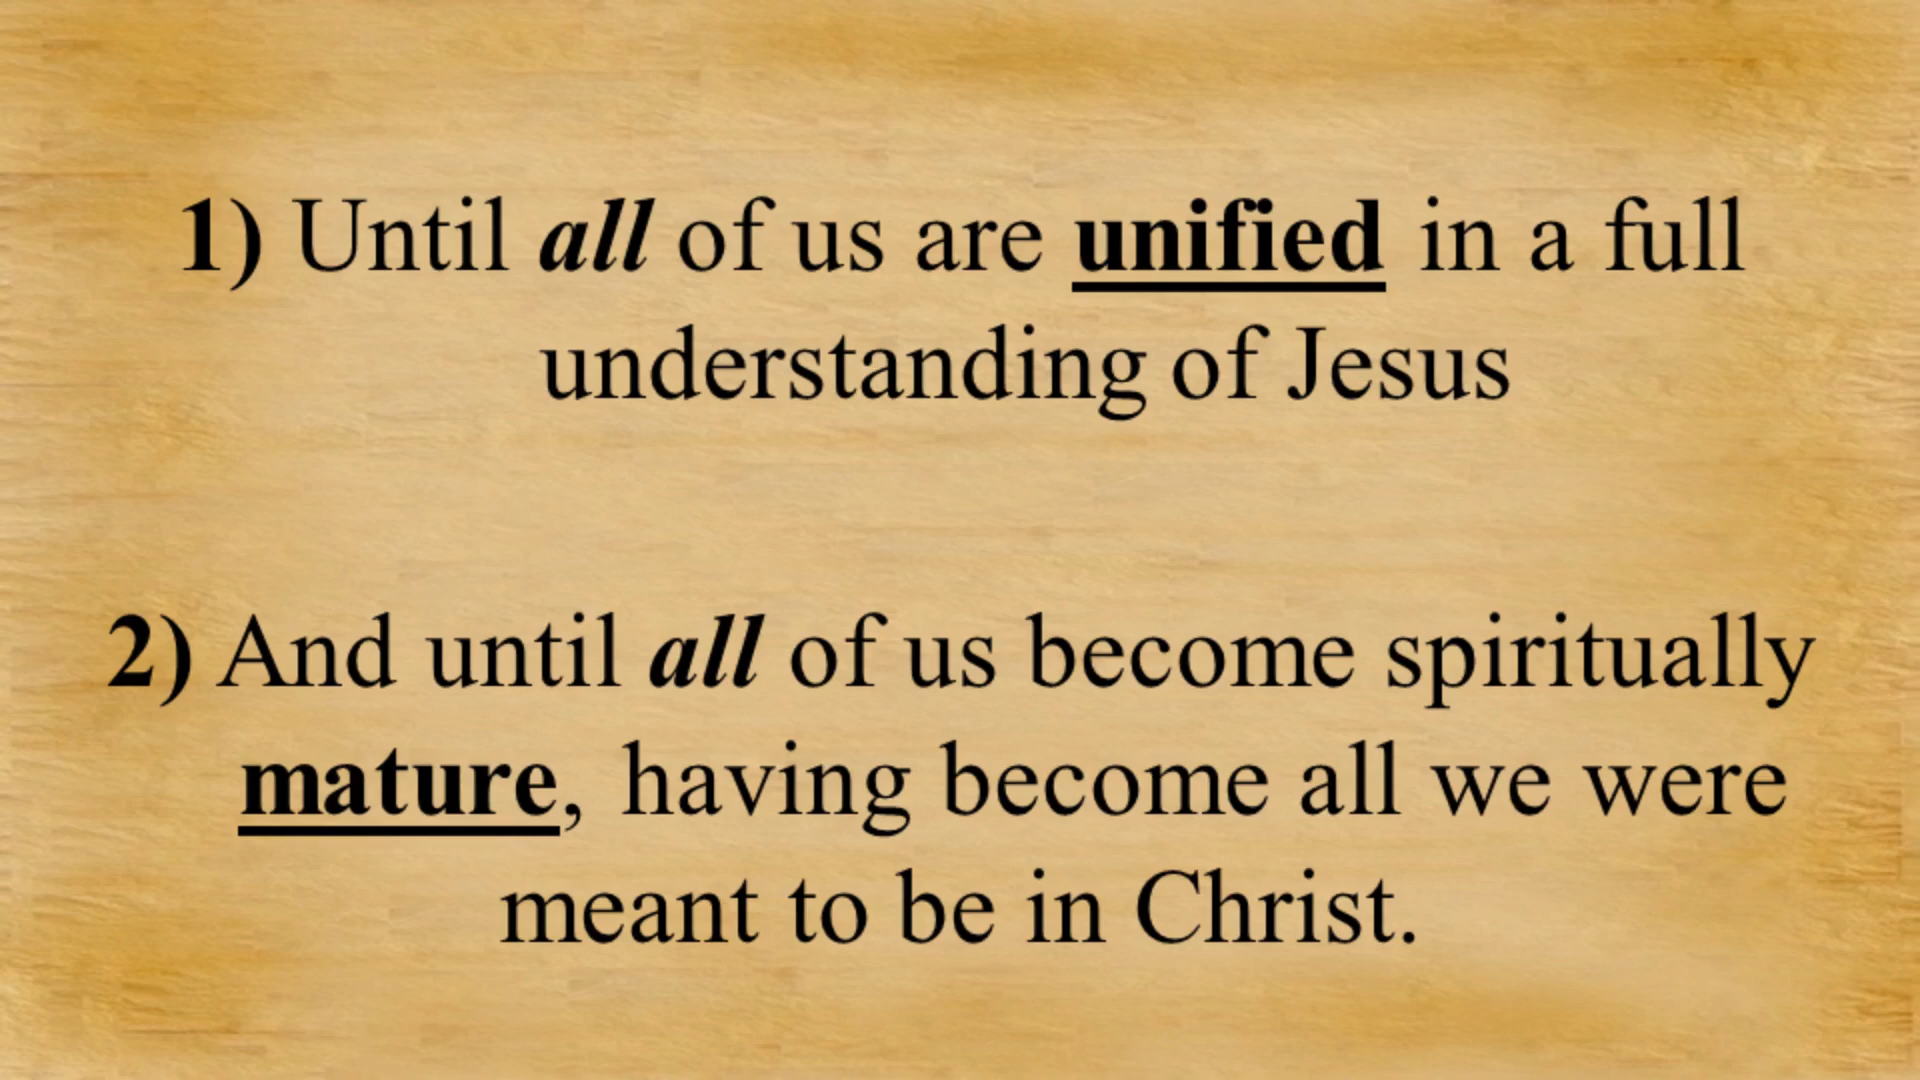 1) Until all of us are unified in a full
understanding of Jesus
2) And until all of us become spiritually
mature, having become all we were
meant to be in Christ.